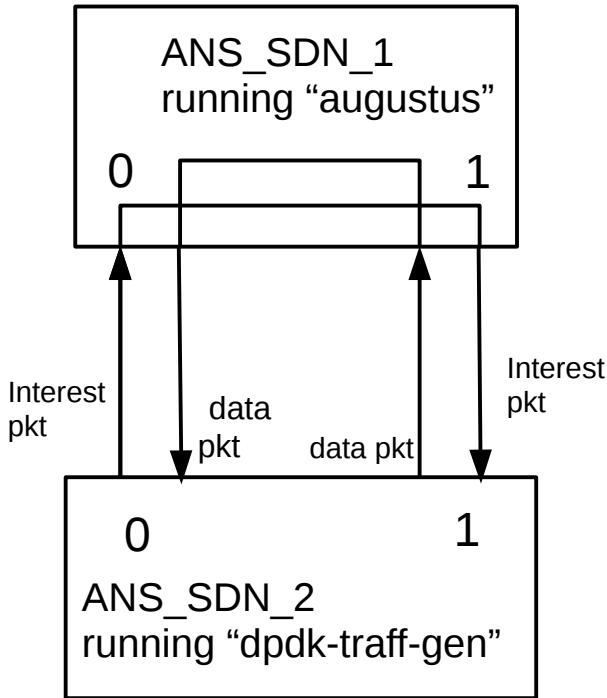 ANS_SDN_1
running “augustus”
0
1
Interest
pkt
data
pkt
data pkt
Interest
pkt
0
1
ANS_SDN_2
running “dpdk-traff-gen”